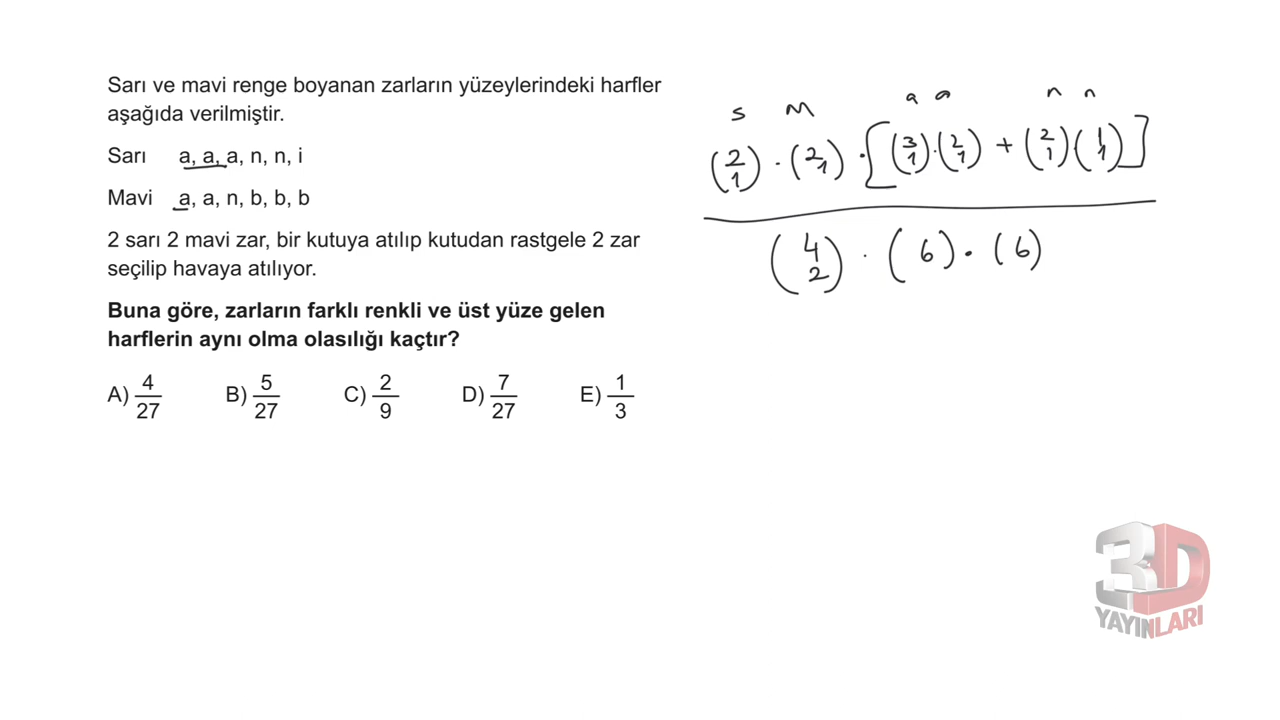 Sarı ve mavi renge boyanan zarların yüzeylerindeki harfler
aşağıda verilmiştir.
Sarı a, a, a, n, n, i
Mavi a, a, n, b, b, b
2 sarı 2 mavi zar, bir kutuya atılıp kutudan rastgele 2 zar
seçilip havaya atılıyor.
Buna göre, zarların farklı renkli ve üst yüze gelen
harflerin aynı olma olasılığı kaçtır?
A) 4/27 B) 5/27 C) 2/9 D) 7/27 E) 1/3
s M a a n n
(2 1) · (2 1) · [(3 1) · (2 1) + (2 1) (1 1)]
(4 2) · (6) · (6)
3D
YAYINLARI